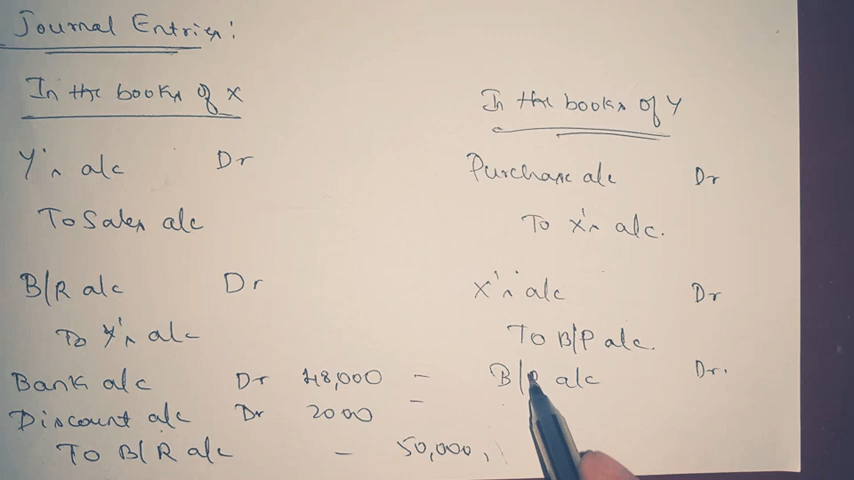 Journal Entries:
In the books of X
Y's a/c Dr
To Sales a/c
B/R a/c Dr
To Y's a/c
Bank a/c Dr 48,000 -
Discount a/c Dr 2000 -
To B/R a/c - 50,000,
In the books of Y
Purchase a/c Dr
To X's a/c.
X's a/c Dr
To B/P a/c.
B/P a/c Dr.